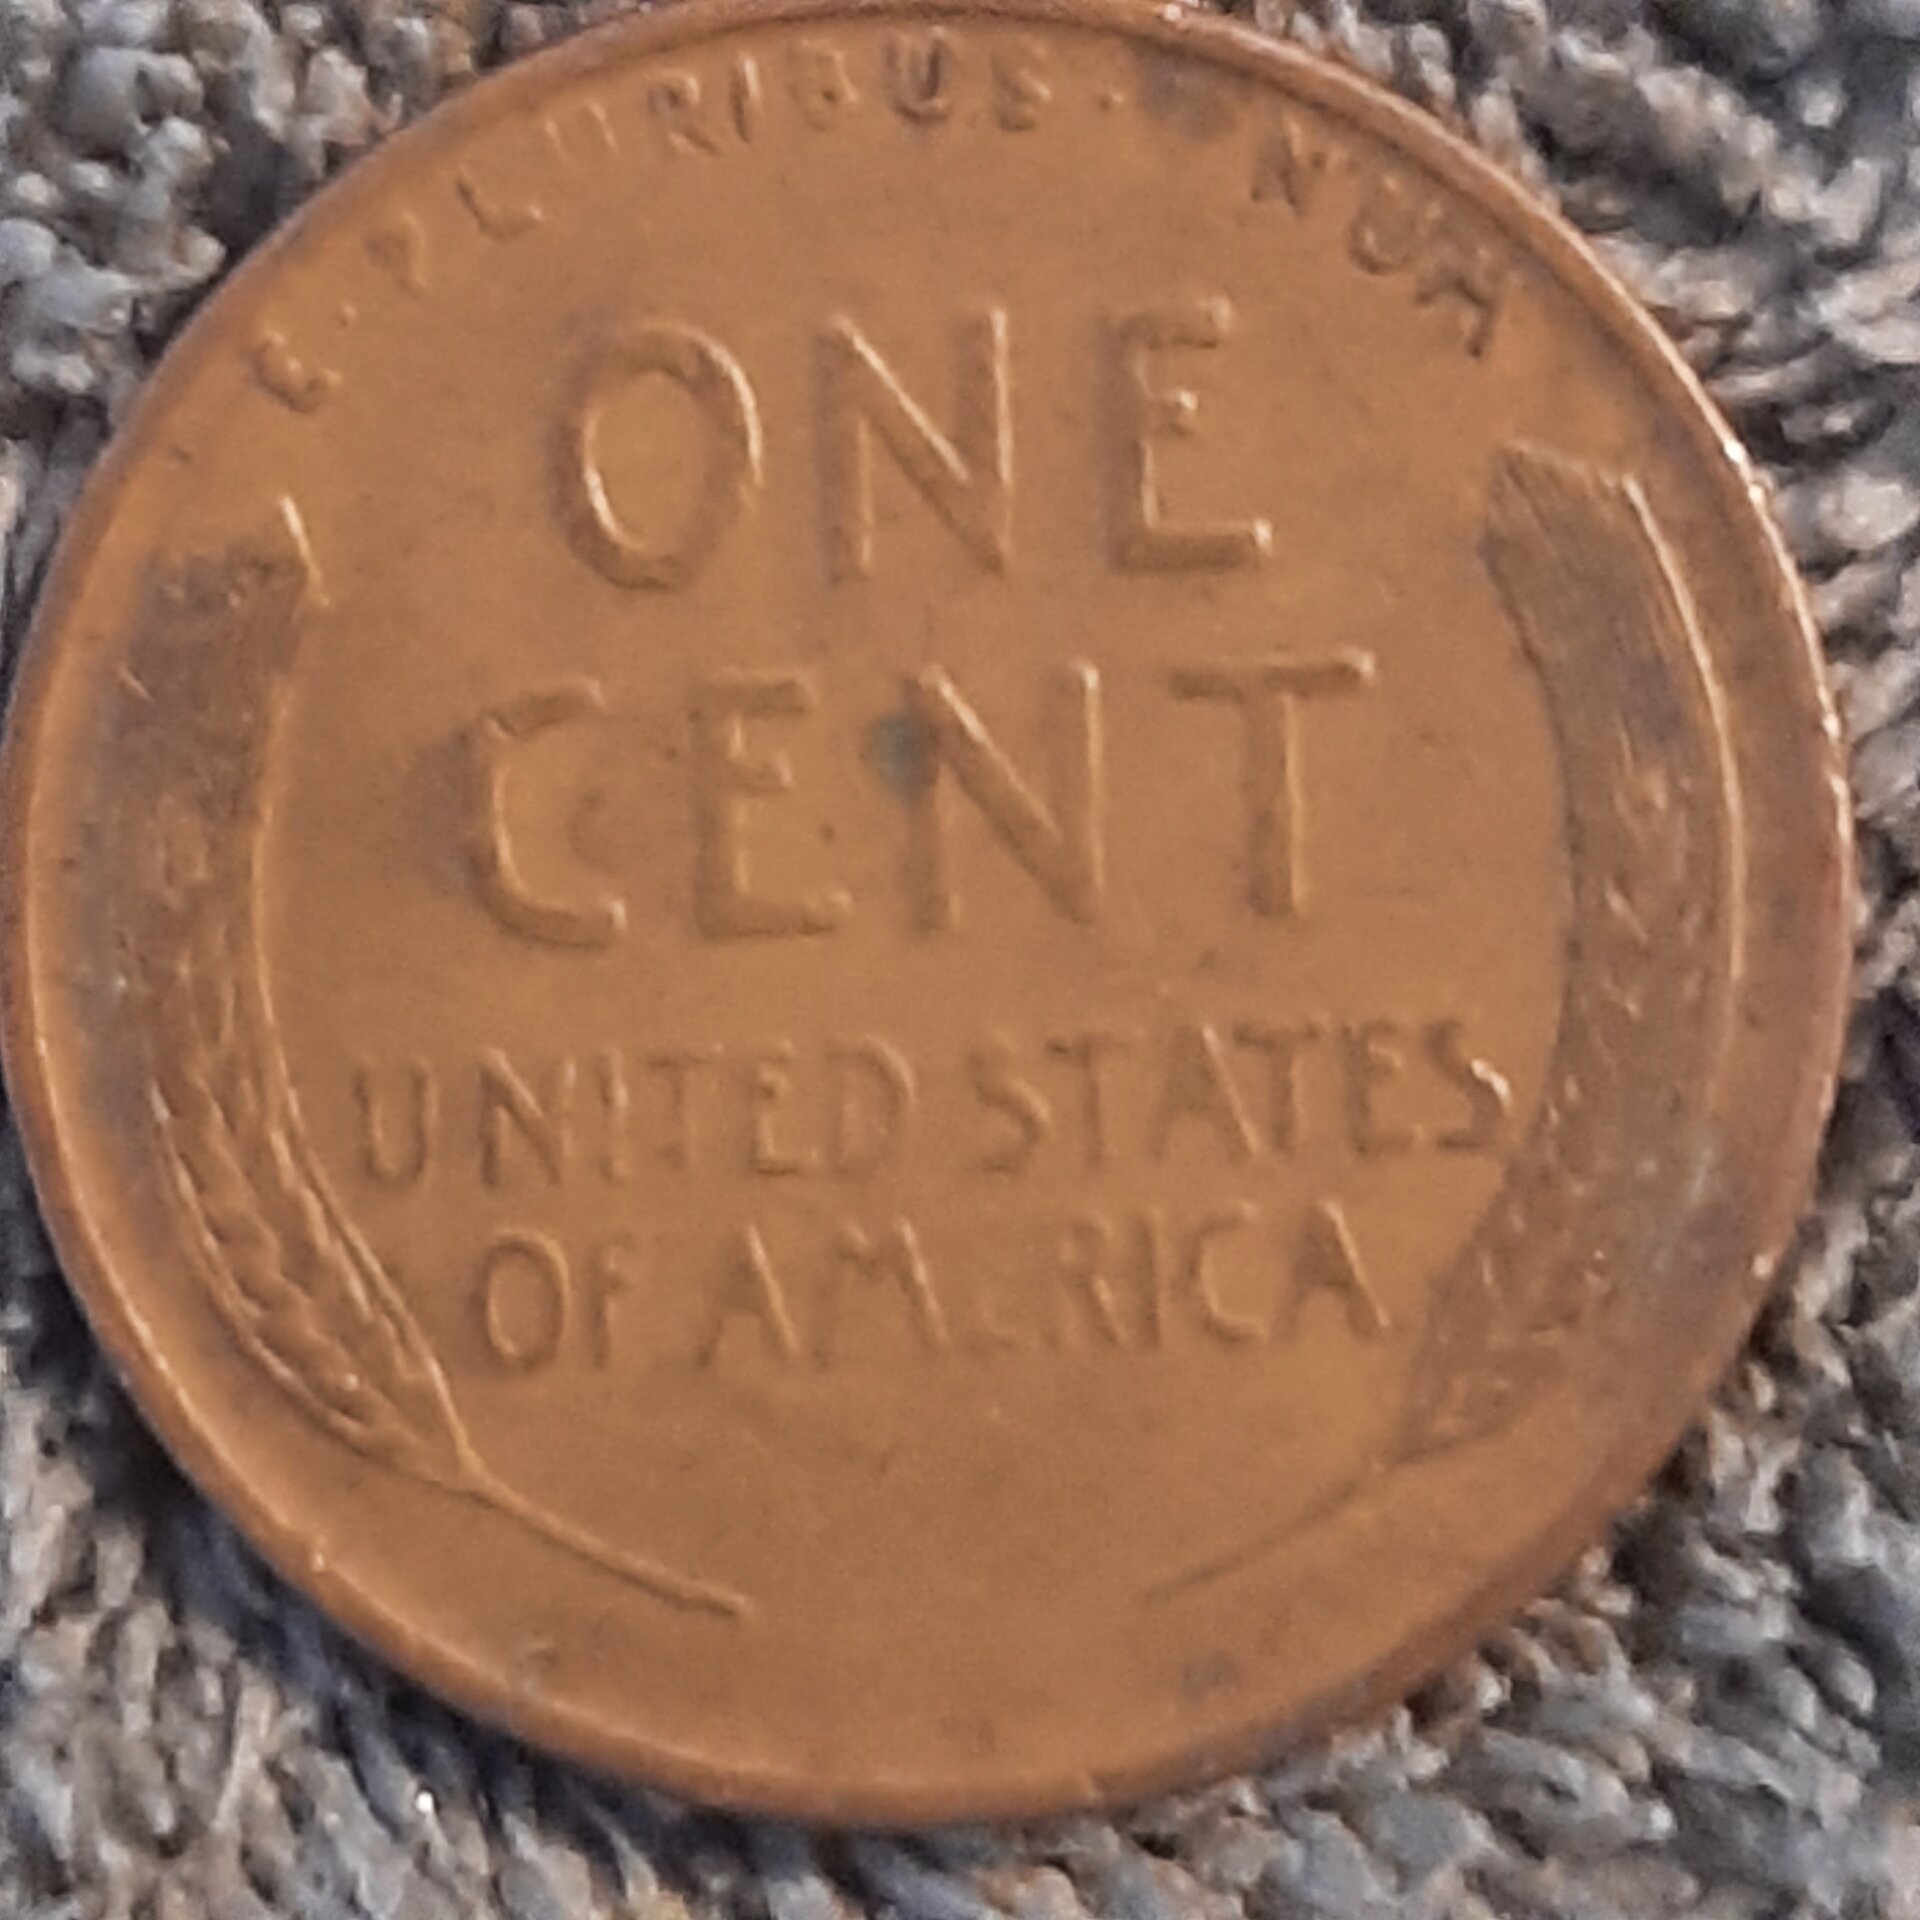 E · PLURIBUS · UNUM
ONE
CENT
UNITED STATES
OF AMERICA